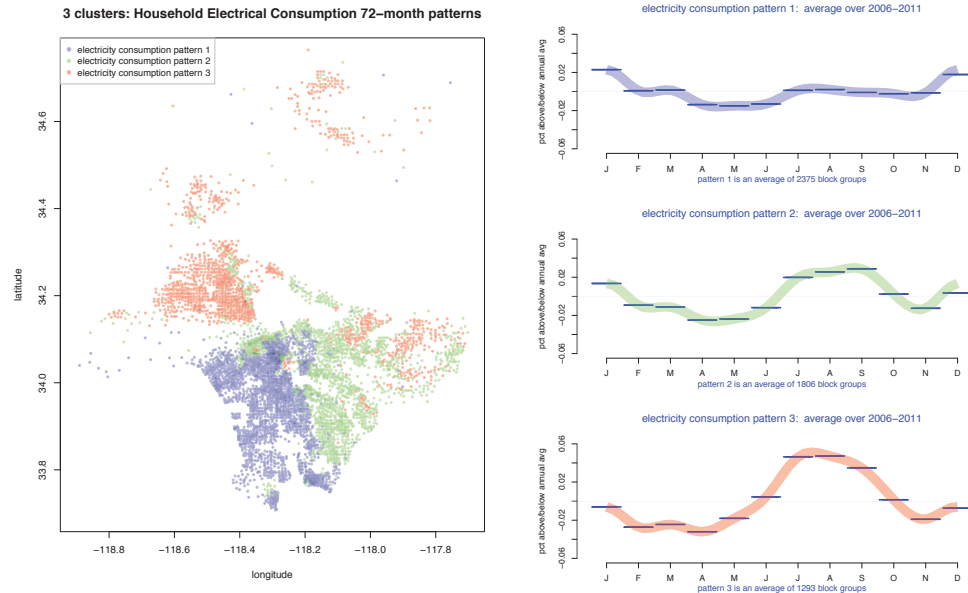 3 clusters: Household Electrical Consumption 72−month patterns
electricity consumption pattern 1
electricity consumption pattern 2
electricity consumption pattern 3
latitude
34.6
34.4
34.2
34.0
33.8
−118.8 −118.6 −118.4 −118.2 −118.0 −117.8
longitude
electricity consumption pattern 1: average over 2006−2011
pct above/below annual avg
0.06
0.02
−0.02
−0.06
J F M A M J J A S O N D
pattern 1 is an average of 2375 block groups
electricity consumption pattern 2: average over 2006−2011
pct above/below annual avg
0.06
0.02
−0.02
−0.06
J F M A M J J A S O N D
pattern 2 is an average of 1806 block groups
electricity consumption pattern 3: average over 2006−2011
pct above/below annual avg
0.06
0.02
−0.02
−0.06
J F M A M J J A S O N D
pattern 3 is an average of 1293 block groups